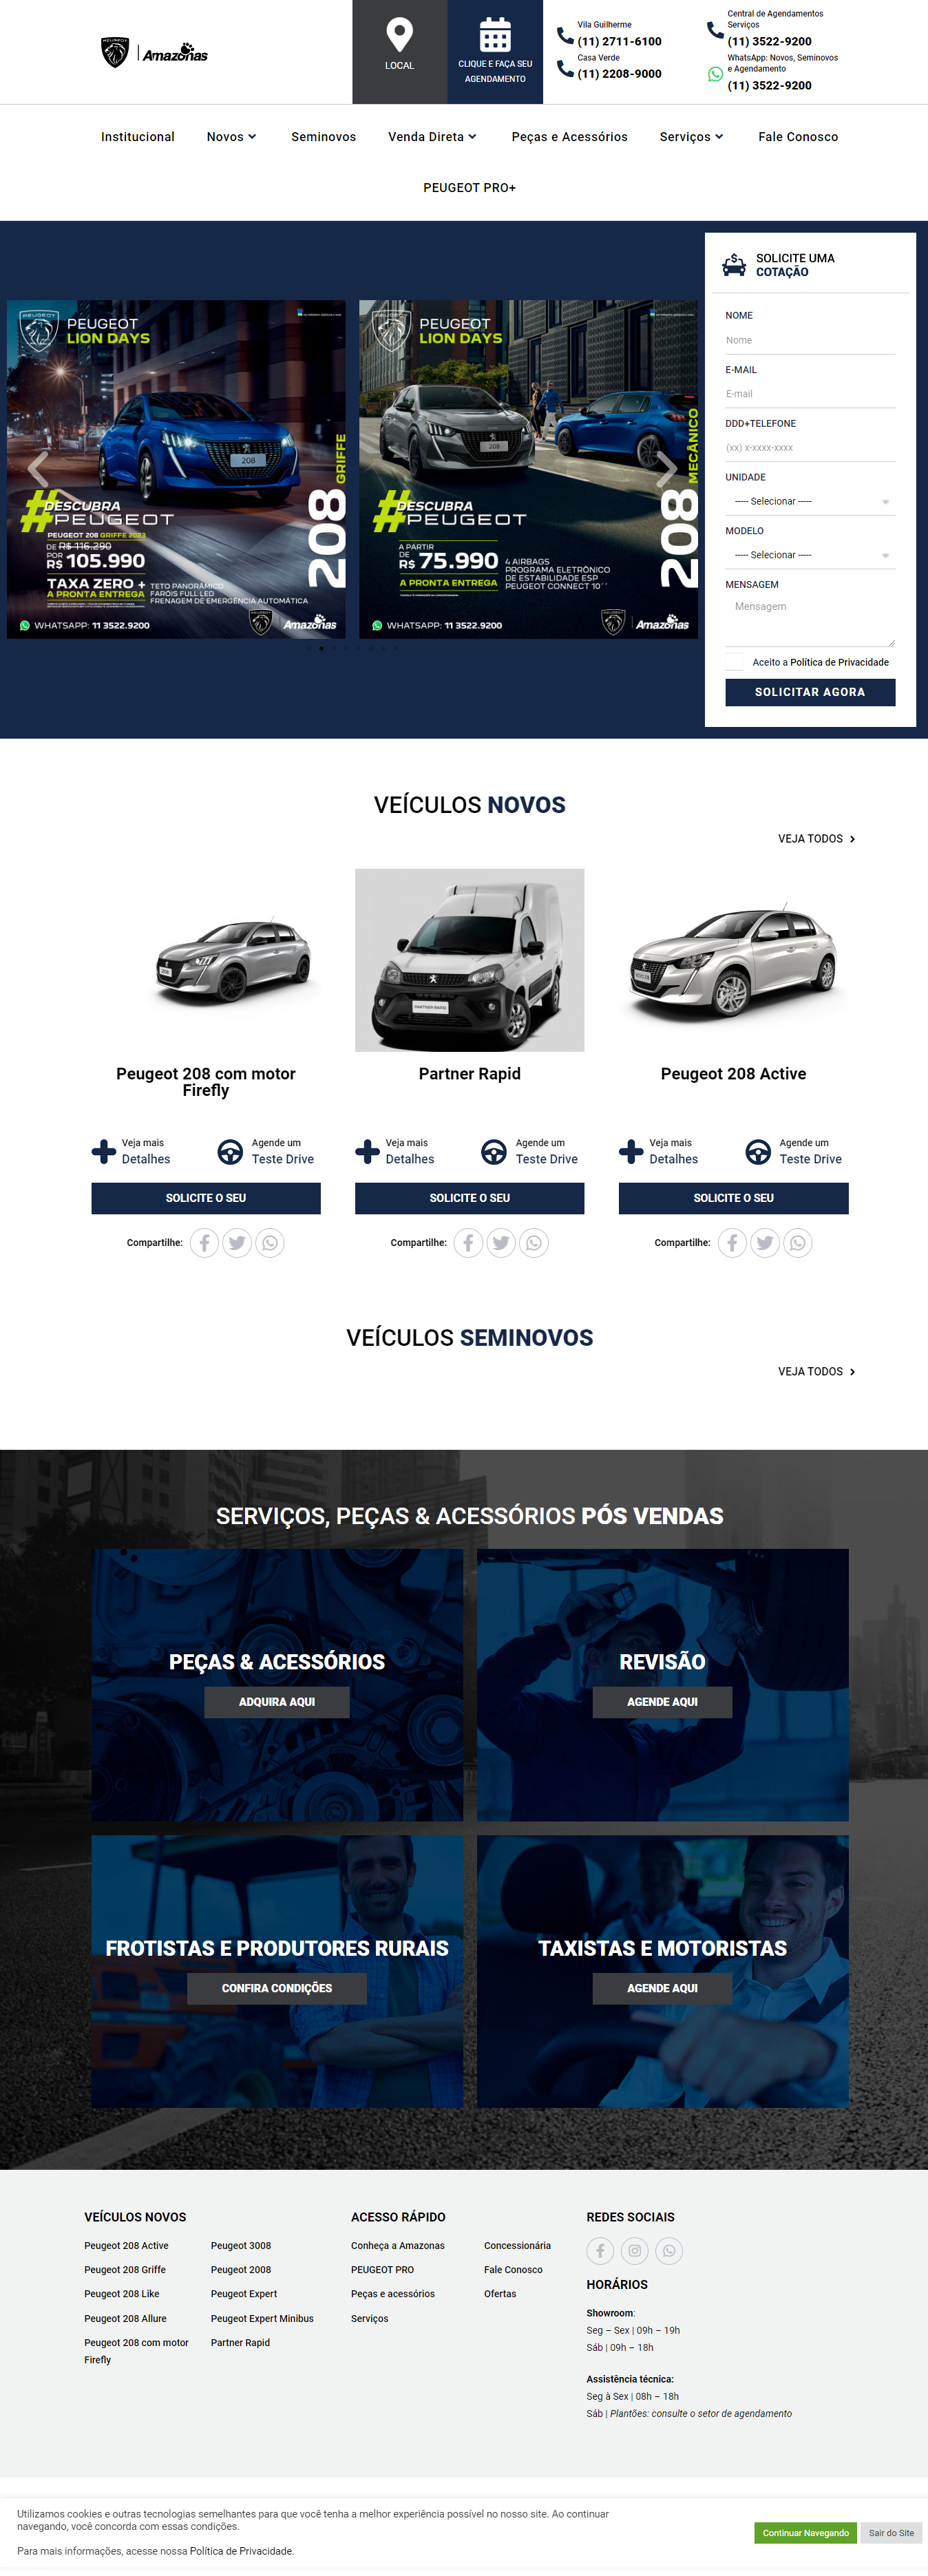 PEUGEOT
Amazonas
LOCAL
CLIQUE E FAÇA SEU
AGENDAMENTO
Vila Guilherme
(11) 2711-6100
Casa Verde
(11) 2208-9000
Central de Agendamentos
Serviços
(11) 3522-9200
WhatsApp: Novos, Seminovos
e Agendamento
(11) 3522-9200
Institucional
Novos
Seminovos
Venda Direta
Peças e Acessórios
Serviços
Fale Conosco
PEUGEOT PRO+
PEUGEOT
PEUGEOT
LION DAYS
208
208 GRIFFE
#DESCUBRA
PEUGEOT
PEUGEOT 208 GRIFFE 2023
DE R$ 116.290
POR R$ 105.990
TAXA ZERO +
A PRONTA ENTREGA
TETO PANORÂMICO
FARÓIS FULL LED
FRENAGEM DE EMERGÊNCIA AUTOMÁTICA
WHATSAPP: 11 3522.9200
Amazonas
PEUGEOT
PEUGEOT
LION DAYS
208
208 MECÂNICO
#DESCUBRA
PEUGEOT
A PARTIR
DE R$ 75.990
A PRONTA ENTREGA
4 AIRBAGS
PROGRAMA ELETRÔNICO
DE ESTABILIDADE ESP
PEUGEOT CONNECT 10´´
WHATSAPP: 11 3522.9200
Amazonas
SOLICITE UMA
COTAÇÃO
NOME
Nome
E-MAIL
E-mail
DDD+TELEFONE
(xx) x-xxxx-xxxx
UNIDADE
----- Selecionar -----
MODELO
----- Selecionar -----
MENSAGEM
Mensagem
Aceito a Política de Privacidade
SOLICITAR AGORA
VEÍCULOS NOVOS
VEJA TODOS
208
PARTNER RAPID
Peugeot 208 com motor
Firefly
Partner Rapid
Peugeot 208 Active
Veja mais
Detalhes
Agende um
Teste Drive
Veja mais
Detalhes
Agende um
Teste Drive
Veja mais
Detalhes
Agende um
Teste Drive
SOLICITE O SEU
SOLICITE O SEU
SOLICITE O SEU
Compartilhe:
Compartilhe:
Compartilhe:
VEÍCULOS SEMINOVOS
VEJA TODOS
SERVIÇOS, PEÇAS & ACESSÓRIOS PÓS VENDAS
PEÇAS & ACESSÓRIOS
ADQUIRA AQUI
REVISÃO
AGENDE AQUI
FROTISTAS E PRODUTORES RURAIS
CONFIRA CONDIÇÕES
TAXISTAS E MOTORISTAS
AGENDE AQUI
VEÍCULOS NOVOS
Peugeot 208 Active
Peugeot 208 Griffe
Peugeot 208 Like
Peugeot 208 Allure
Peugeot 208 com motor
Firefly
Peugeot 3008
Peugeot 2008
Peugeot Expert
Peugeot Expert Minibus
Partner Rapid
ACESSO RÁPIDO
Conheça a Amazonas
PEUGEOT PRO
Peças e acessórios
Serviços
Concessionária
Fale Conosco
Ofertas
REDES SOCIAIS
HORÁRIOS
Showroom:
Seg – Sex | 09h – 19h
Sáb | 09h – 18h
Assistência técnica:
Seg à Sex | 08h – 18h
Sáb | Plantões: consulte o setor de agendamento
Utilizamos cookies e outras tecnologias semelhantes para que você tenha a melhor experiência possível no nosso site. Ao continuar
navegando, você concorda com essas condições.
Para mais informações, acesse nossa Política de Privacidade.
Continuar Navegando
Sair do Site